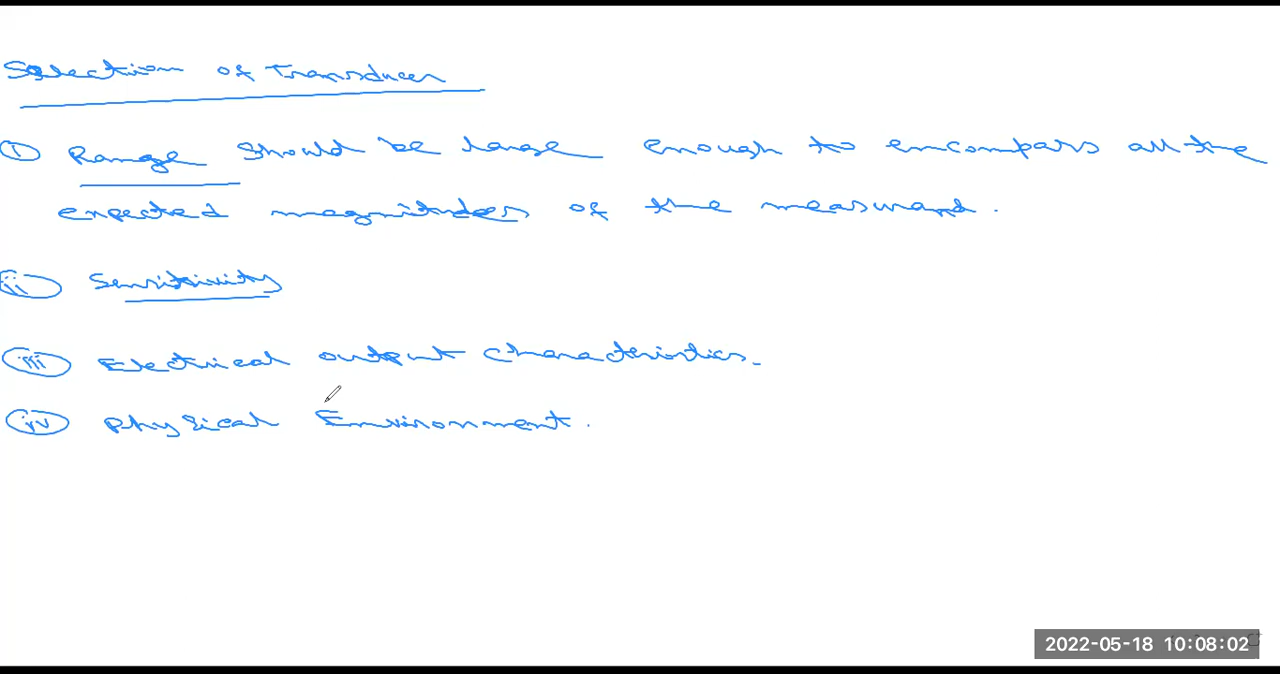 Selection of Transducer
i Range should be large enough to encompass all the
expected magnitudes of the measurand.
ii Sensitivity
iii Electrical output characteristics.
iv Physical Environment.
2022-05-18 10:08:02